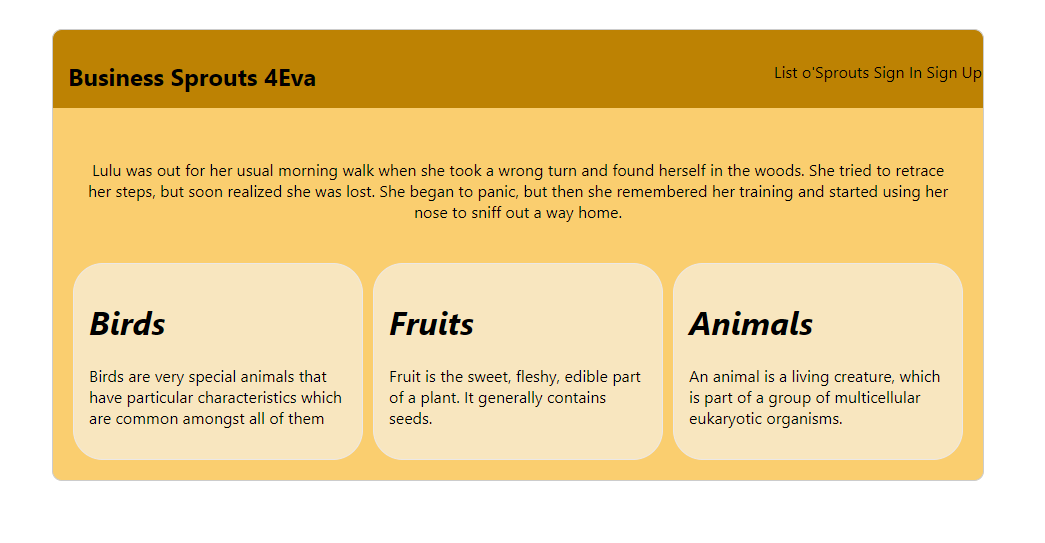 Business Sprouts 4Eva
List o'Sprouts Sign In Sign Up
Lulu was out for her usual morning walk when she took a wrong turn and found herself in the woods. She tried to retrace
her steps, but soon realized she was lost. She began to panic, but then she remembered her training and started using her
nose to sniff out a way home.
Birds
Birds are very special animals that
have particular characteristics which
are common amongst all of them
Fruits
Fruit is the sweet, fleshy, edible part
of a plant. It generally contains
seeds.
Animals
An animal is a living creature, which
is part of a group of multicellular
eukaryotic organisms.